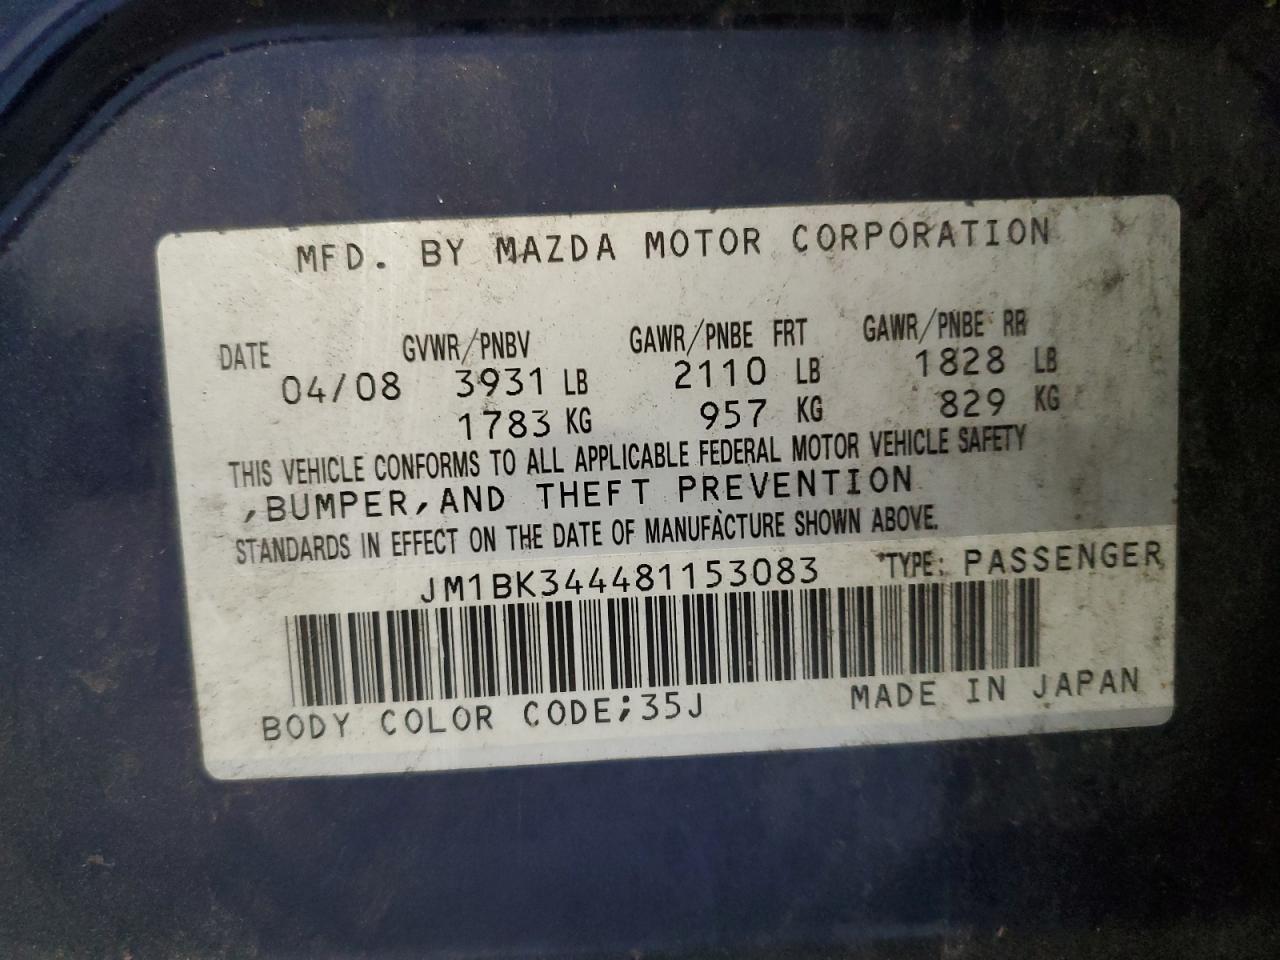 MFD. BY MAZDA MOTOR CORPORATION
DATE GVWR/PNBV GAWR/PNBE FRT GAWR/PNBE RR
04/08 3931 LB 2110 LB 1828 LB
1783 KG 957 KG 829 KG
THIS VEHICLE CONFORMS TO ALL APPLICABLE FEDERAL MOTOR VEHICLE SAFETY
,BUMPER,AND THEFT PREVENTION
STANDARDS IN EFFECT ON THE DATE OF MANUFACTURE SHOWN ABOVE.
JM1BK344481153083 TYPE: PASSENGER
BODY COLOR CODE;35J MADE IN JAPAN